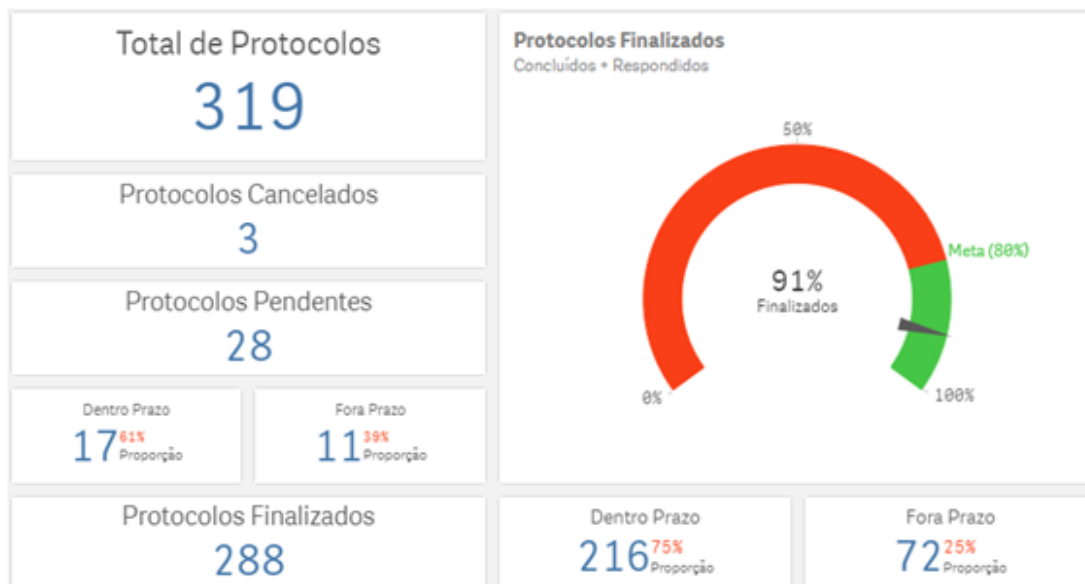 Total de Protocolos
319
Protocolos Cancelados
3
Protocolos Pendentes
28
Dentro Prazo
17 61% Proporção
Fora Prazo
11 39% Proporção
Protocolos Finalizados
288
Protocolos Finalizados
Concluídos + Respondidos
50%
Meta (80%)
91%
Finalizados
0%
100%
Dentro Prazo
216 75% Proporção
Fora Prazo
72 25% Proporção